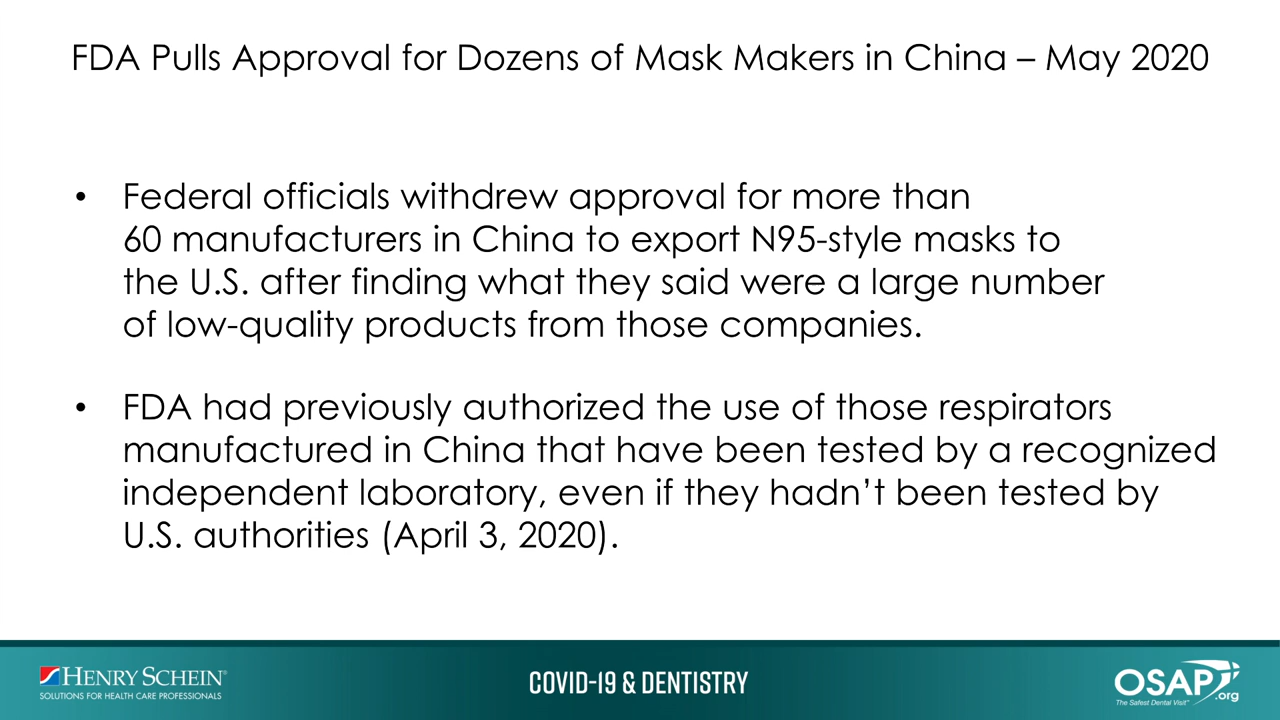 FDA Pulls Approval for Dozens of Mask Makers in China – May 2020
• Federal officials withdrew approval for more than
60 manufacturers in China to export N95-style masks to
the U.S. after finding what they said were a large number
of low-quality products from those companies.
• FDA had previously authorized the use of those respirators
manufactured in China that have been tested by a recognized
independent laboratory, even if they hadn’t been tested by
U.S. authorities (April 3, 2020).
HENRY SCHEIN®
SOLUTIONS FOR HEALTH CARE PROFESSIONALS
COVID-19 & DENTISTRY
OSAP.org
The Safest Dental Visit™